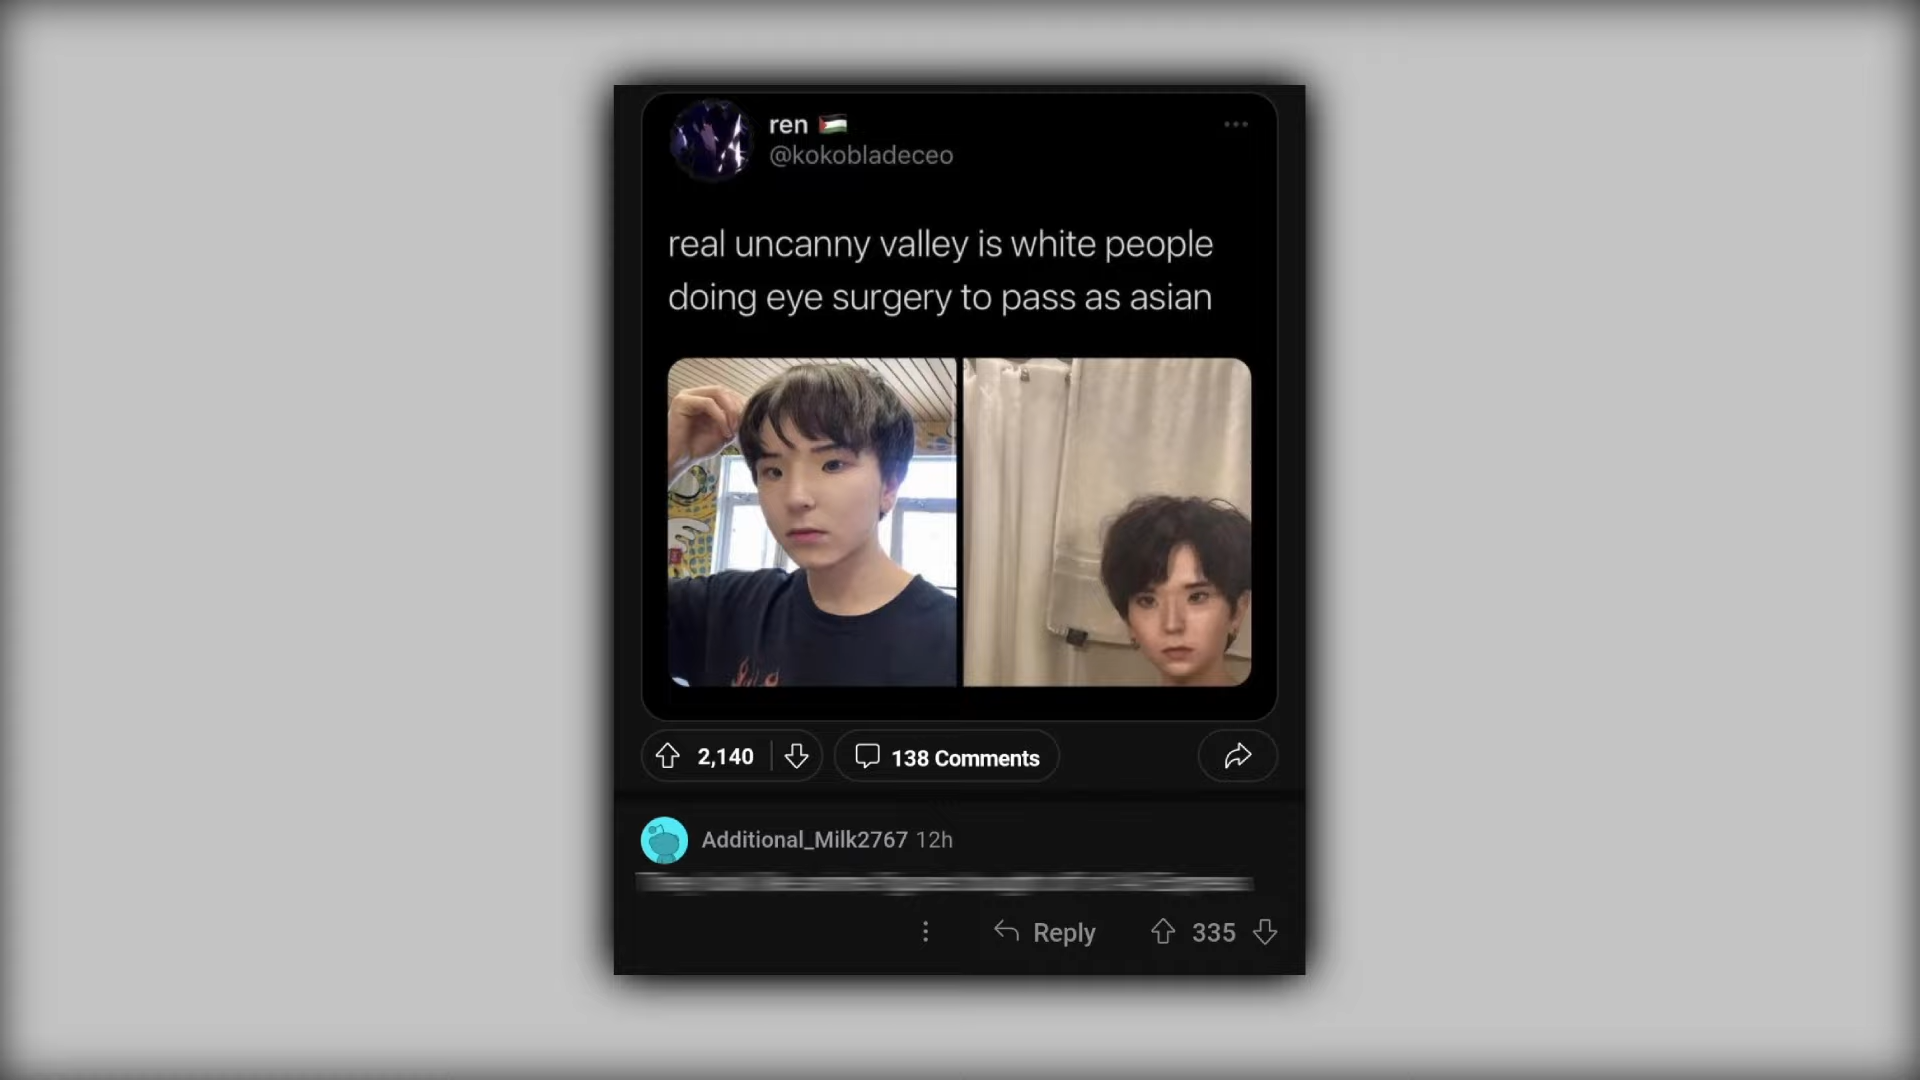 ren 🇵🇸
@kokobladeceo
real uncanny valley is white people
doing eye surgery to pass as asian
2,140
138 Comments
Additional_Milk2767 12h
Reply
335